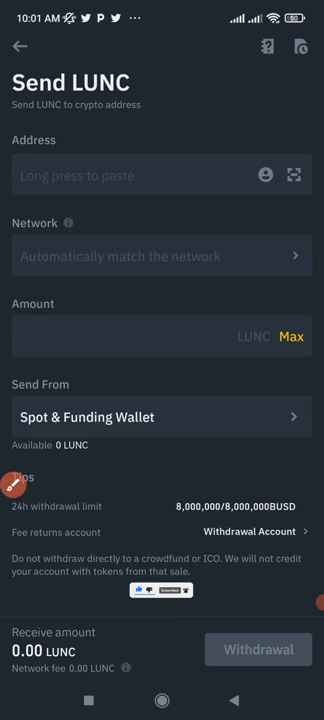 10:01 AM
50
Send LUNC
Send LUNC to crypto address
Address
Long press to paste
Network
Automatically match the network
Amount
LUNC Max
Send From
Spot & Funding Wallet
Available 0 LUNC
Tips
24h withdrawal limit 8,000,000/8,000,000BUSD
Fee returns account Withdrawal Account
Do not withdraw directly to a crowdfund or ICO. We will not credit
your account with tokens from that sale.
Subscribed
Receive amount
0.00 LUNC
Network fee 0.00 LUNC
Withdrawal